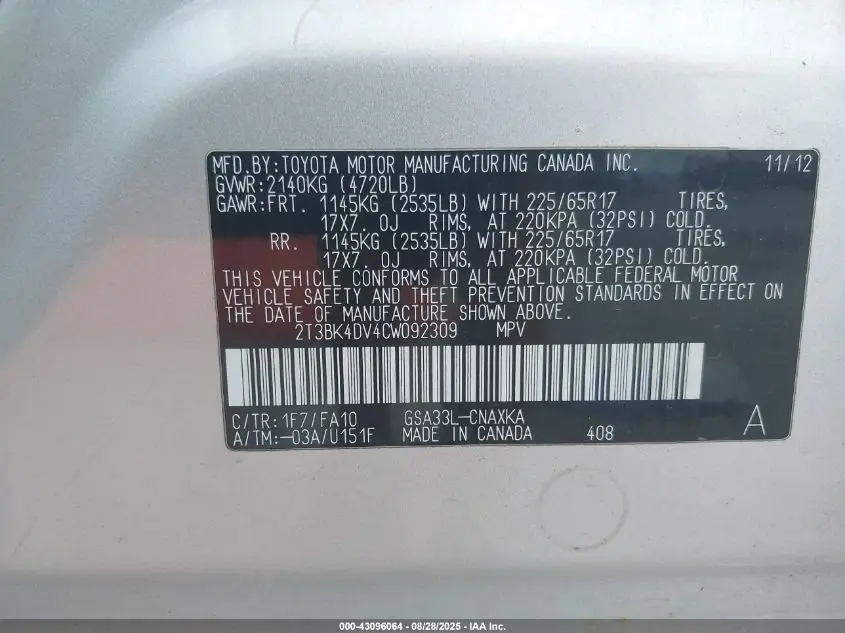 MFD.BY:TOYOTA MOTOR MANUFACTURING CANADA INC. 11/12
GVWR:2140KG (4720LB)
GAWR:FRT. 1145KG (2535LB) WITH 225/65R17 TIRES,
17X7. 0J RIMS, AT 220KPA (32PSI) COLD.
RR. 1145KG (2535LB) WITH 225/65R17 TIRES,
17X7. 0J RIMS, AT 220KPA (32PSI) COLD.
THIS VEHICLE CONFORMS TO ALL APPLICABLE FEDERAL MOTOR
VEHICLE SAFETY AND THEFT PREVENTION STANDARDS IN EFFECT ON
THE DATE OF MANUFACTURE SHOWN ABOVE.
2T3BK4DV4CW092309 MPV
C/TR:1F7/FA10 GSA33L-CNAXKA
A/TM:-03A/U151F MADE IN CANADA 408 A
000-43096064 - 08/28/2025 - IAA Inc.